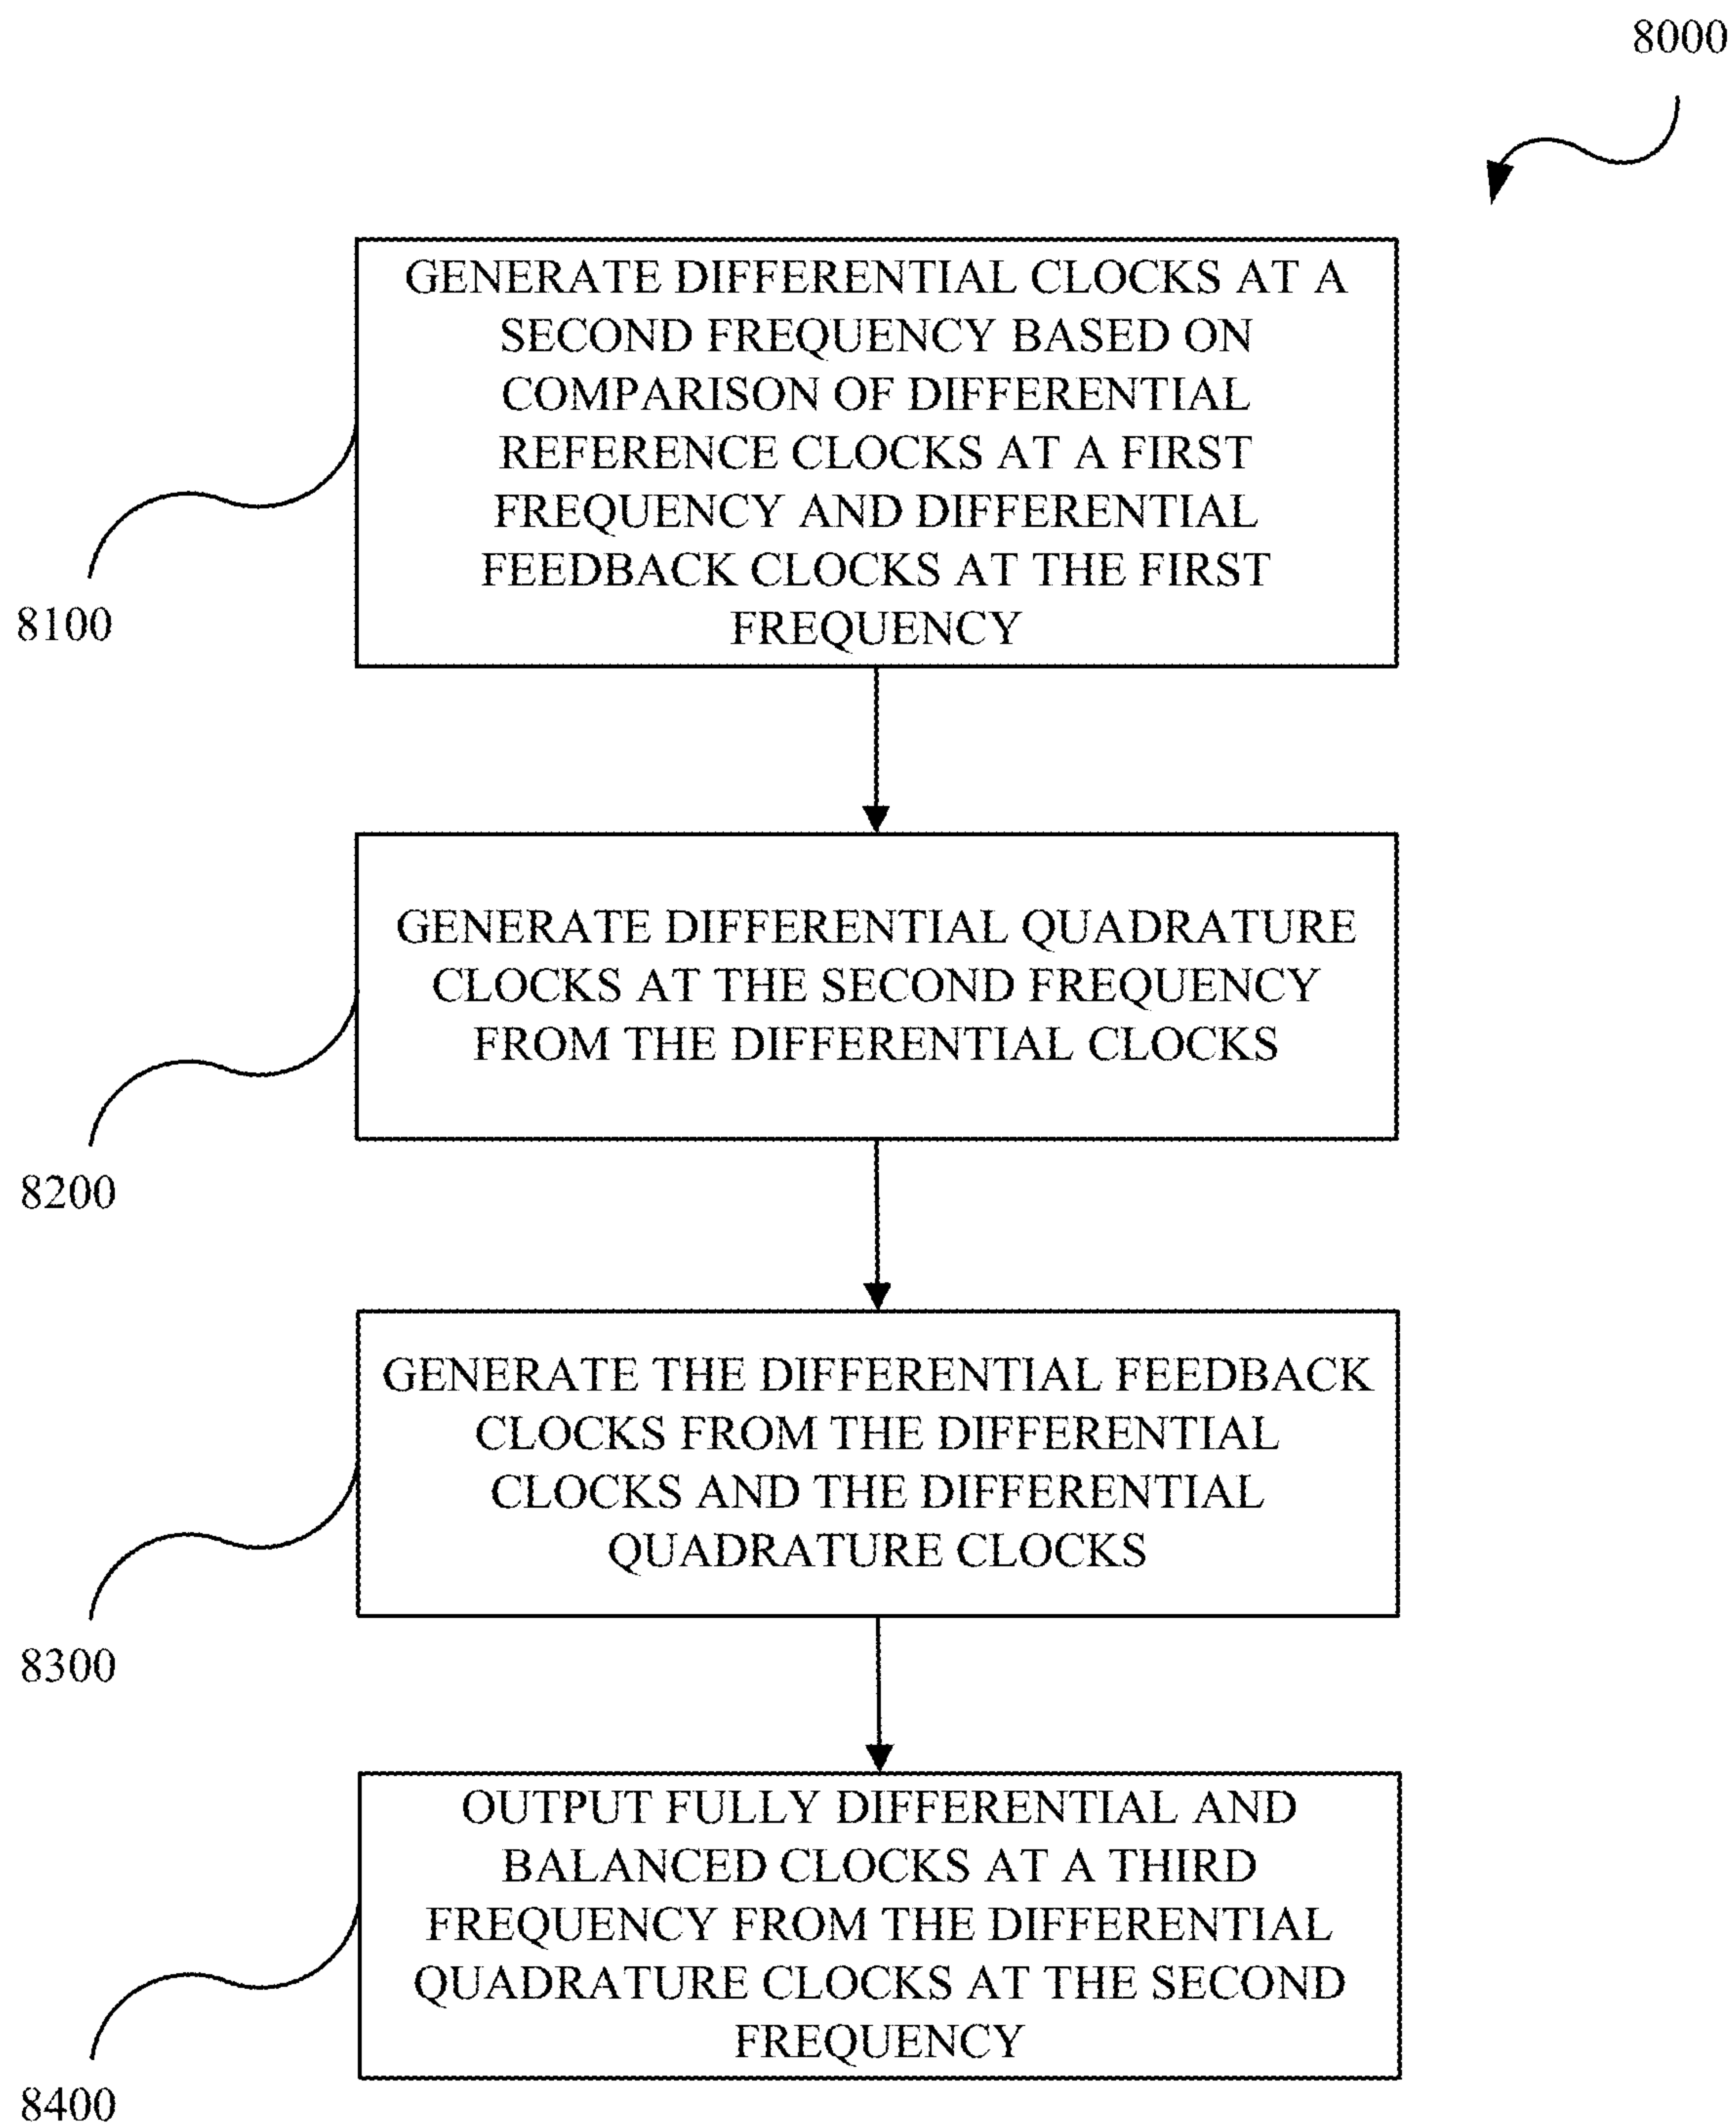 8000
GENERATE DIFFERENTIAL CLOCKS AT A
SECOND FREQUENCY BASED ON
COMPARISON OF DIFFERENTIAL
REFERENCE CLOCKS AT A FIRST
FREQUENCY AND DIFFERENTIAL
FEEDBACK CLOCKS AT THE FIRST
FREQUENCY
8100
GENERATE DIFFERENTIAL QUADRATURE
CLOCKS AT THE SECOND FREQUENCY
FROM THE DIFFERENTIAL CLOCKS
8200
GENERATE THE DIFFERENTIAL FEEDBACK
CLOCKS FROM THE DIFFERENTIAL
CLOCKS AND THE DIFFERENTIAL
QUADRATURE CLOCKS
8300
OUTPUT FULLY DIFFERENTIAL AND
BALANCED CLOCKS AT A THIRD
FREQUENCY FROM THE DIFFERENTIAL
QUADRATURE CLOCKS AT THE SECOND
FREQUENCY
8400